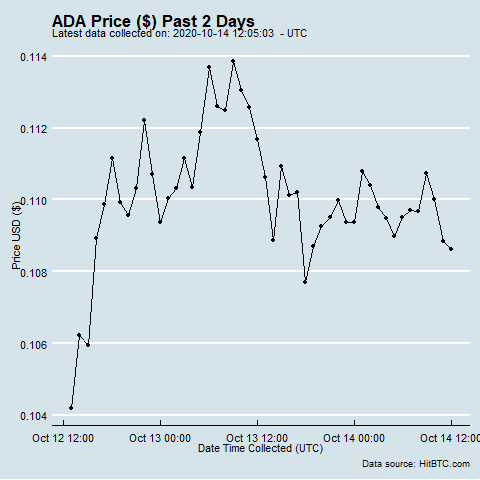 ADA Price ($) Past 2 Days
Latest data collected on: 2020-10-14 12:05:03  - UTC
0.114
0.112
0.110
0.108
0.106
0.104
Price USD ($)
Oct 12 12:00 Oct 13 00:00 Oct 13 12:00 Oct 14 00:00 Oct 14 12:00
Date Time Collected (UTC)
Data source: HitBTC.com